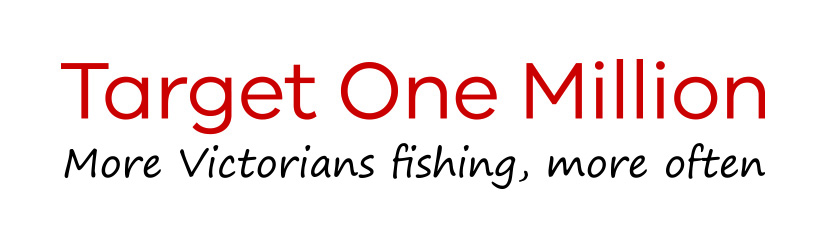 Target One Million
More Victorians fishing, more often